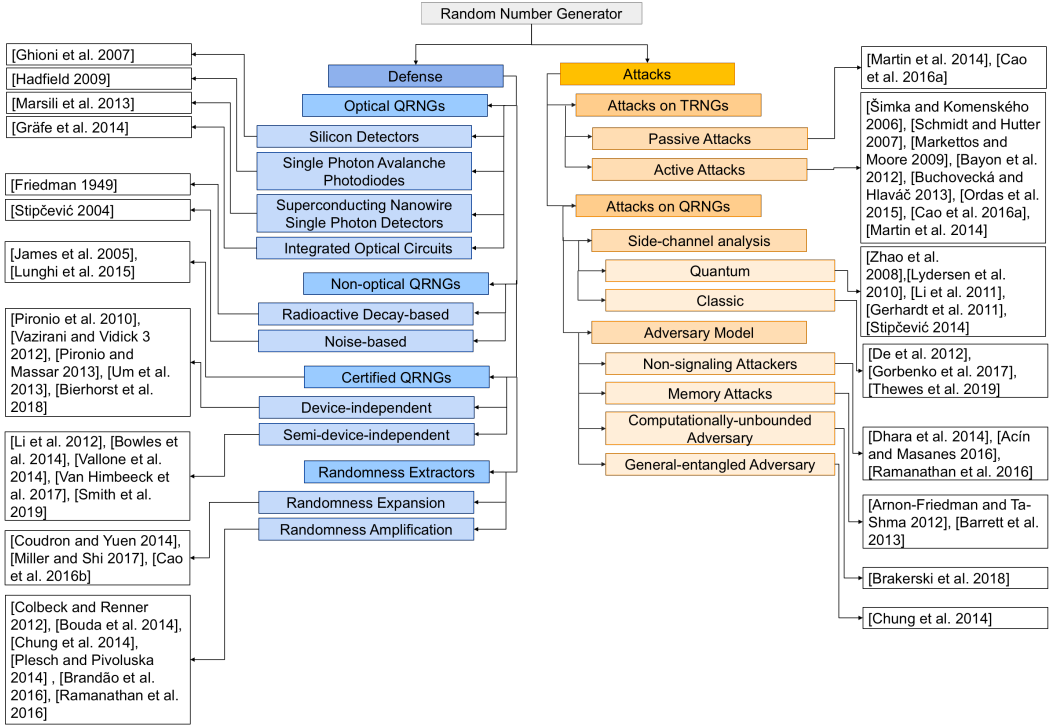 Random Number Generator
Defense
Optical QRNGs
Silicon Detectors
Single Photon Avalanche
Photodiodes
Superconducting Nanowire
Single Photon Detectors
Integrated Optical Circuits
Non-optical QRNGs
Radioactive Decay-based
Noise-based
Certified QRNGs
Device-independent
Semi-device-independent
Randomness Extractors
Randomness Expansion
Randomness Amplification
[Ghioni et al. 2007]
[Hadfield 2009]
[Marsili et al. 2013]
[Gräfe et al. 2014]
[Friedman 1949]
[Stipčević 2004]
[James et al. 2005],
[Lunghi et al. 2015]
[Pironio et al. 2010],
[Vazirani and Vidick 3
2012], [Pironio and
Massar 2013], [Um et al.
2013], [Bierhorst et al.
2018]
[Li et al. 2012], [Bowles et
al. 2014], [Vallone et al.
2014], [Van Himbeeck et
al. 2017], [Smith et al.
2019]
[Coudron and Yuen 2014],
[Miller and Shi 2017], [Cao
et al. 2016b]
[Colbeck and Renner
2012], [Bouda et al. 2014],
[Chung et al. 2014],
[Plesch and Pivoluska
2014] , [Brandão et al.
2016], [Ramanathan et al.
2016]
Attacks
Attacks on TRNGs
Passive Attacks
Active Attacks
Attacks on QRNGs
Side-channel analysis
Quantum
Classic
Adversary Model
Non-signaling Attackers
Memory Attacks
Computationally-unbounded
Adversary
General-entangled Adversary
[Martin et al. 2014], [Cao
et al. 2016a]
[Šimka and Komenského
2006], [Schmidt and Hutter
2007], [Markettos and
Moore 2009], [Bayon et al.
2012], [Buchovecká and
Hlaváč 2013], [Ordas et al.
2015], [Cao et al. 2016a],
[Martin et al. 2014]
[Zhao et al.
2008],[Lydersen et al.
2010], [Li et al. 2011],
[Gerhardt et al. 2011],
[Stipčević 2014]
[De et al. 2012],
[Gorbenko et al. 2017],
[Thewes et al. 2019]
[Dhara et al. 2014], [Acín
and Masanes 2016],
[Ramanathan et al. 2016]
[Arnon-Friedman and Ta-
Shma 2012], [Barrett et al.
2013]
[Brakerski et al. 2018]
[Chung et al. 2014]